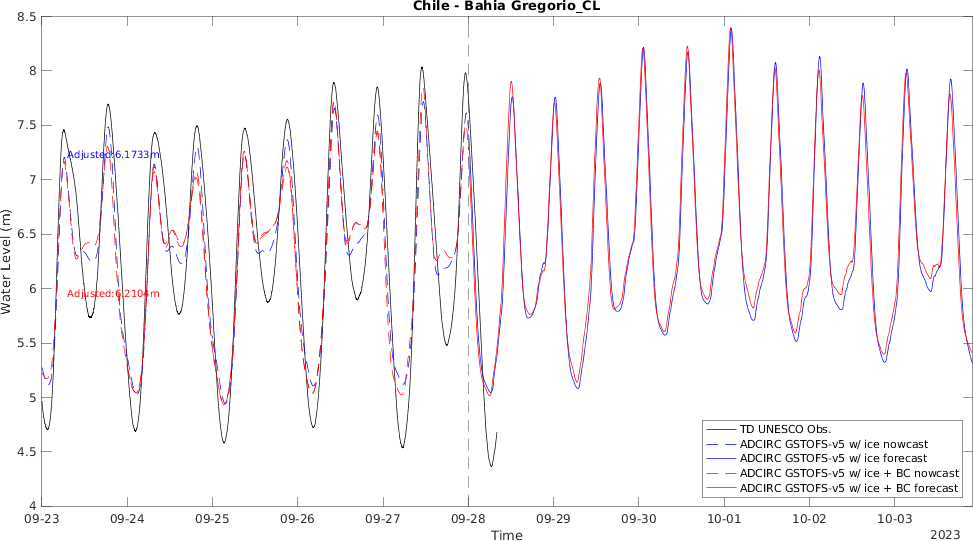 Chile - Bahia Gregorio_CL
8.5
8
7.5
7
6.5
6
5.5
5
4.5
4
Water Level (m)
Adjusted:6.1733m
Adjusted:6.2104m
TD UNESCO Obs.
ADCIRC GSTOFS-v5 w/ ice nowcast
ADCIRC GSTOFS-v5 w/ ice forecast
ADCIRC GSTOFS-v5 w/ ice + BC nowcast
ADCIRC GSTOFS-v5 w/ ice + BC forecast
09-23 09-24 09-25 09-26 09-27 09-28 09-29 09-30 10-01 10-02 10-03
Time
2023